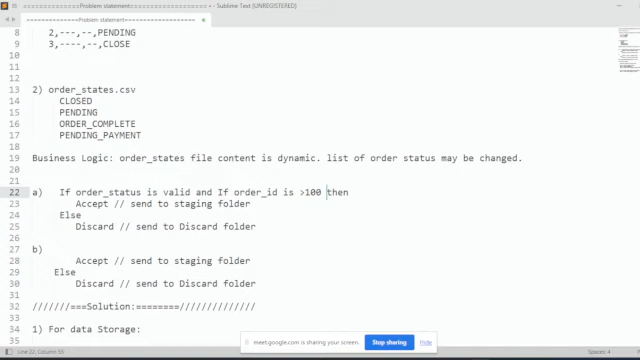 ==================Problem statement================== • - Sublime Text (UNREGISTERED)
==================Problem statement
8 2,---,--,PENDING
9 3,----,--,CLOSE
10
11
12
13 2) order_states.csv
14 CLOSED
15 PENDING
16 ORDER_COMPLETE
17 PENDING_PAYMENT
18
19 Business Logic: order_states file content is dynamic. list of order status may be changed.
20
21
22 a) If order_status is valid and If order_id is >100 then
23 Accept // send to staging folder
24 Else
25 Discard // send to Discard folder
26
27 b)
28 Accept // send to staging folder
29 Else
30 Discard // send to Discard folder
31
32 ///////===Solution:========//////////////
33
34 1) For data Storage:
35
meet.google.com is sharing your screen. Stop sharing Hide
Line 22, Column 55 Spaces: 4